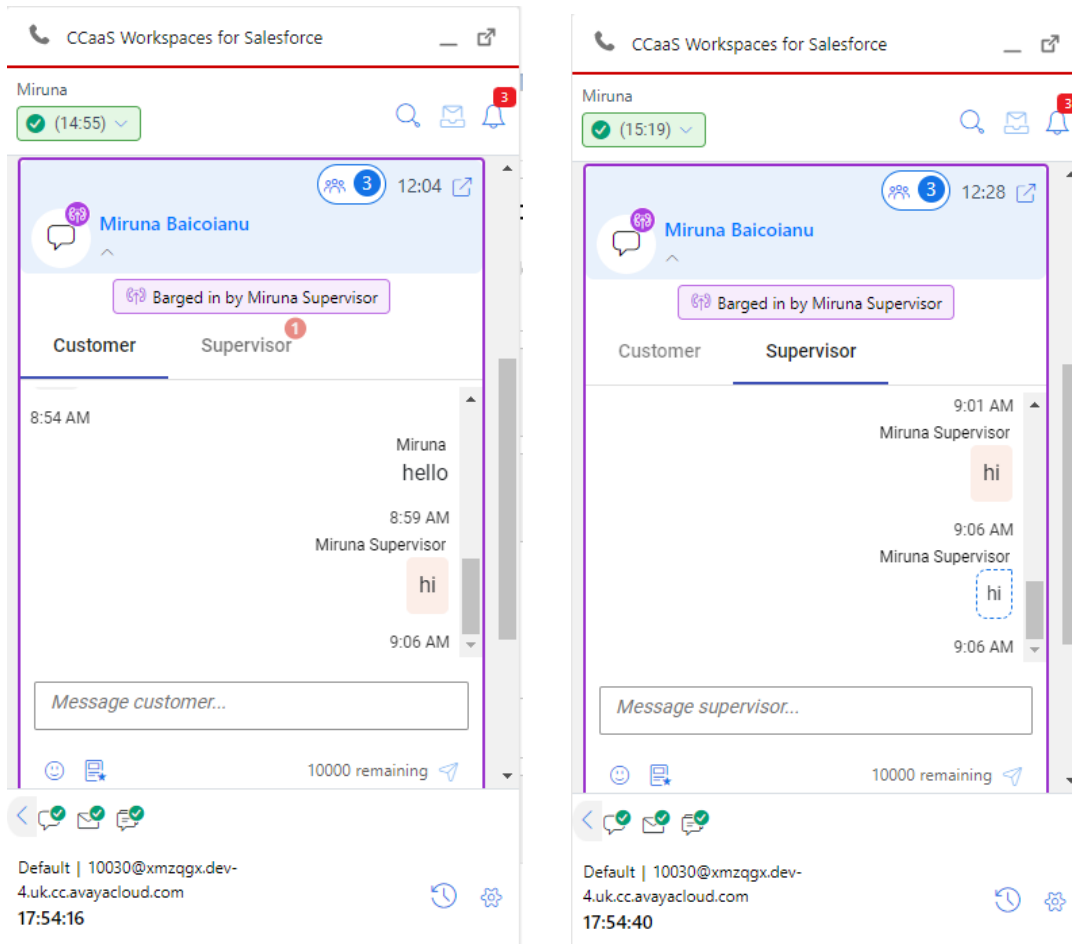 CCaaS Workspaces for Salesforce
Miruna
(14:55)
3
3
12:04
Miruna Baicoianu
Barged in by Miruna Supervisor
Customer
Supervisor
1
8:54 AM
Miruna
hello
8:59 AM
Miruna Supervisor
hi
9:06 AM
Message customer...
10000 remaining
Default | 10030@xmzqgx.dev-
4.uk.cc.avayacloud.com
17:54:16
CCaaS Workspaces for Salesforce
Miruna
(15:19)
3
3
12:28
Miruna Baicoianu
Barged in by Miruna Supervisor
Customer
Supervisor
9:01 AM
Miruna Supervisor
hi
9:06 AM
Miruna Supervisor
hi
9:06 AM
Message supervisor...
10000 remaining
Default | 10030@xmzqgx.dev-
4.uk.cc.avayacloud.com
17:54:40